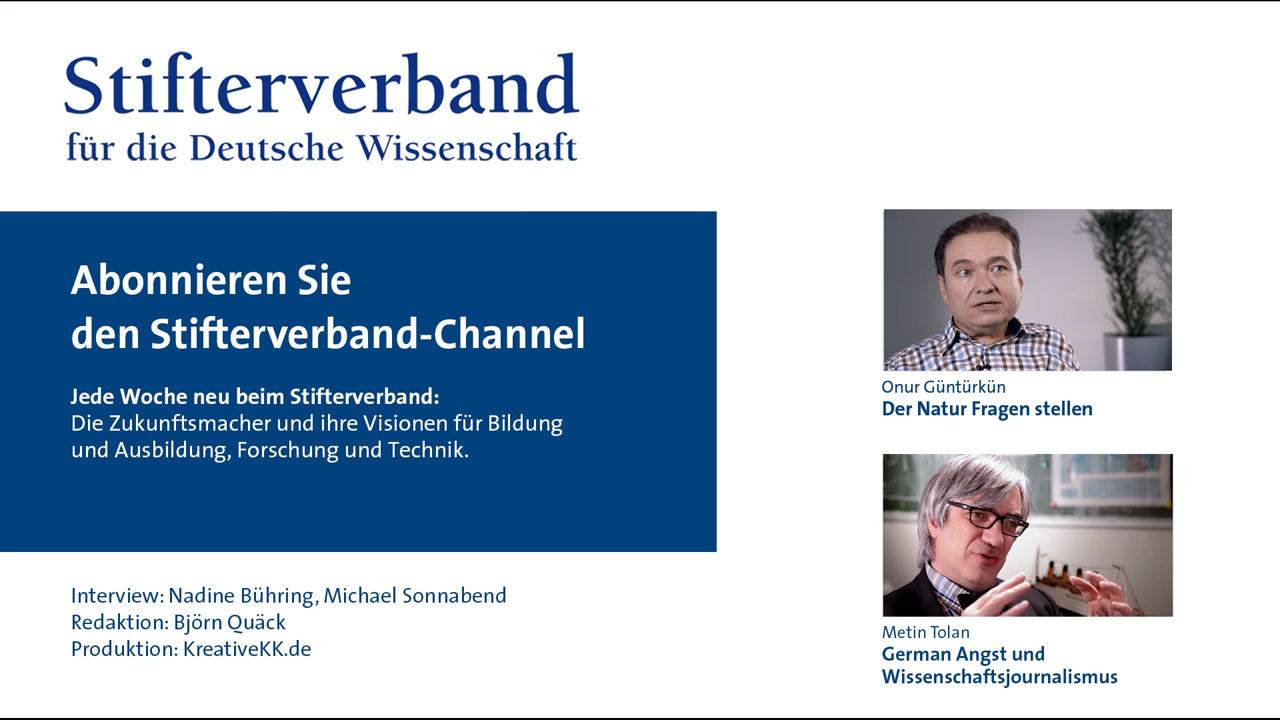 Stifterverband
für die Deutsche Wissenschaft
Abonnieren Sie
den Stifterverband-Channel
Jede Woche neu beim Stifterverband:
Die Zukunftsmacher und ihre Visionen für Bildung
und Ausbildung, Forschung und Technik.
Interview: Nadine Bühring, Michael Sonnabend
Redaktion: Björn Quäck
Produktion: KreativeKK.de
Onur Güntürkün
Der Natur Fragen stellen
Metin Tolan
German Angst und
Wissenschaftsjournalismus